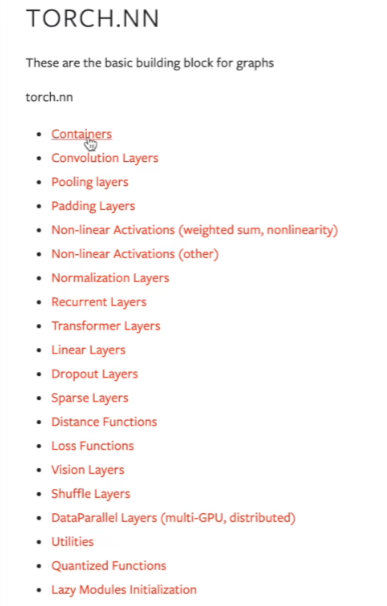 TORCH.NN
These are the basic building block for graphs
torch.nn
Containers
Convolution Layers
Pooling layers
Padding Layers
Non-linear Activations (weighted sum, nonlinearity)
Non-linear Activations (other)
Normalization Layers
Recurrent Layers
Transformer Layers
Linear Layers
Dropout Layers
Sparse Layers
Distance Functions
Loss Functions
Vision Layers
Shuffle Layers
DataParallel Layers (multi-GPU, distributed)
Utilities
Quantized Functions
Lazy Modules Initialization